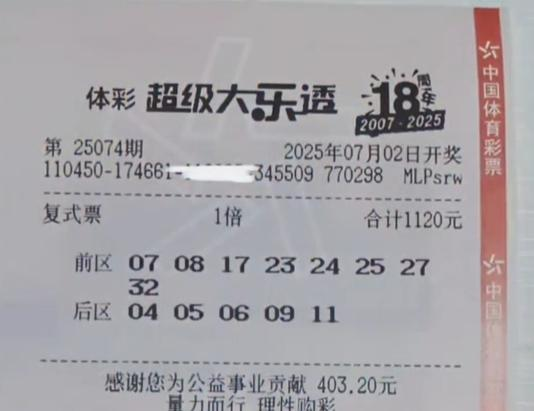 体彩 超级大乐透 18周年
2007-2025
第 25074期 2025年07月02日开奖
110450-174661- 345509 770298 MLPsrw
复式票 1倍 合计1120元
前区 07 08 17 23 24 25 27
32
后区 04 05 06 09 11
感谢您为公益事业贡献 403.20元
量力而行 理性购彩
中国体育彩票
中国